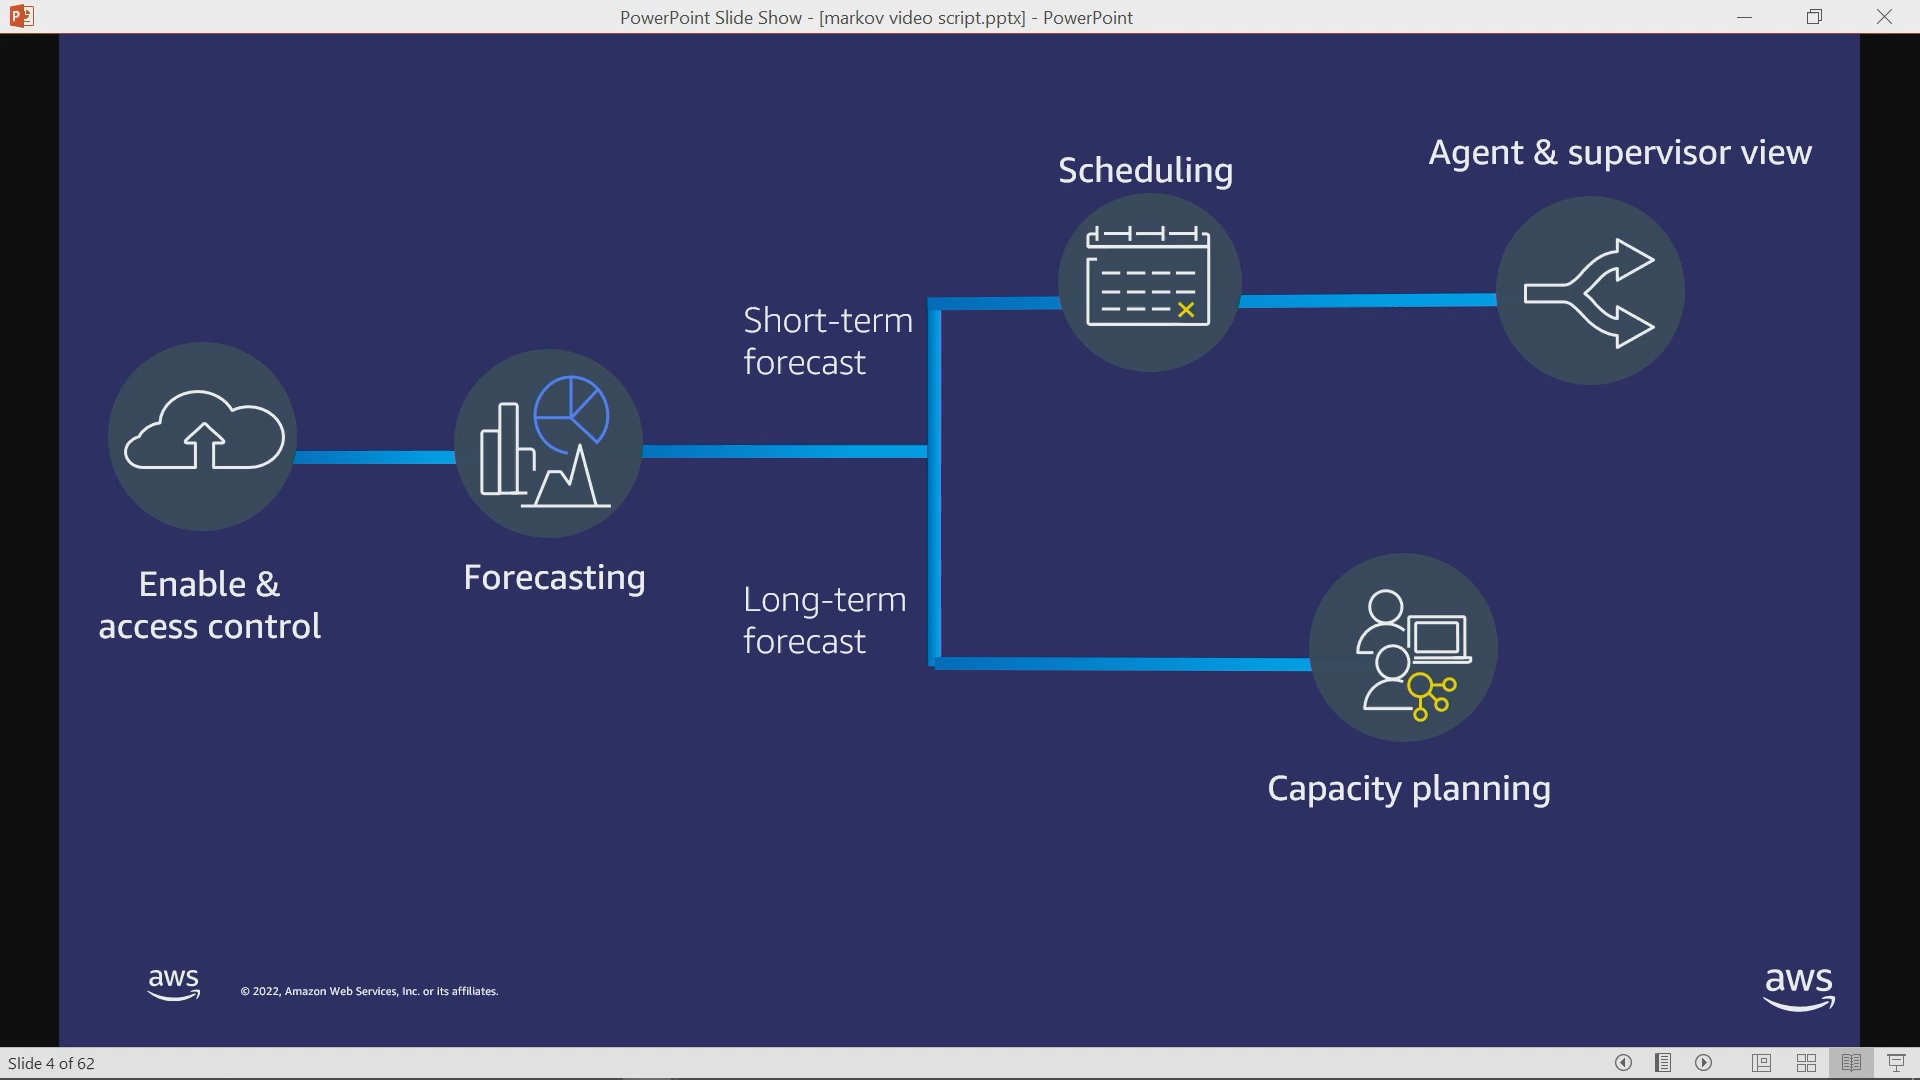 PowerPoint Slide Show - [markov video script.pptx] - PowerPoint
Scheduling
Agent & supervisor view
Short-term
forecast
Enable &
access control
Forecasting
Long-term
forecast
Capacity planning
aws
© 2022, Amazon Web Services, Inc. or its affiliates.
aws
Slide 4 of 62